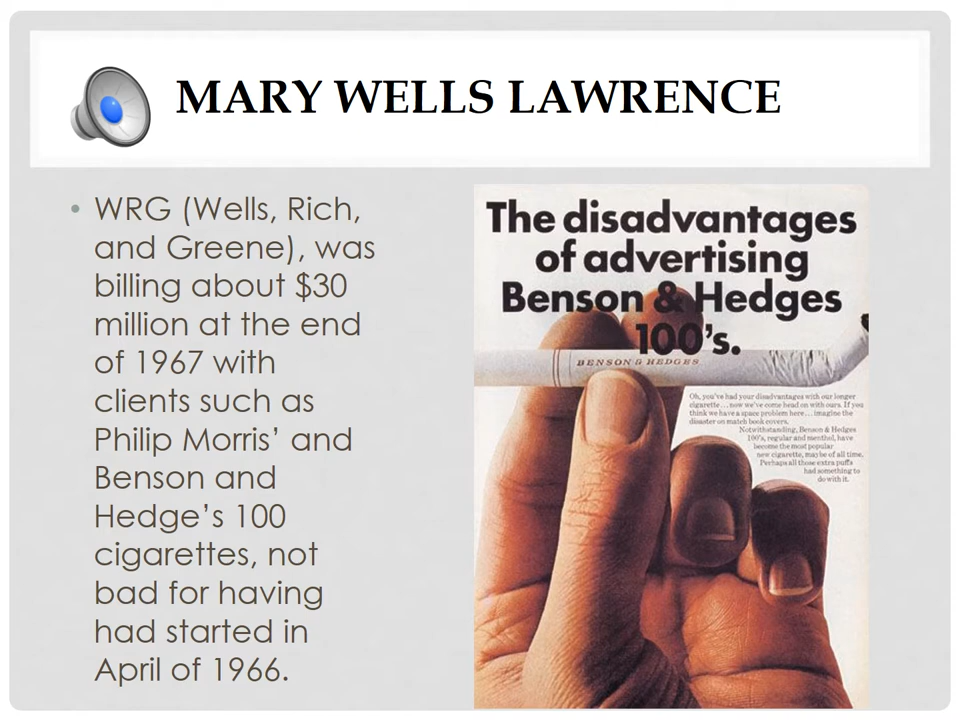 MARY WELLS LAWRENCE
• WRG (Wells, Rich,
and Greene), was
billing about $30
million at the end
of 1967 with
clients such as
Philip Morris’ and
Benson and
Hedge’s 100
cigarettes, not
bad for having
had started in
April of 1966.
The disadvantages
of advertising
Benson & Hedges
100’s.
BENSON & HEDGES
Oh, you’ve had your disadvantages with our longer
cigarette...now we’ve come head on with ours. If you
think we have a space problem here...imagine the
disaster on match book covers.
Notwithstanding, Benson & Hedges
100’s, regular and menthol, have
become the most popular
new cigarette, maybe of all time.
Perhaps all those extra puffs
had something to
do with it.